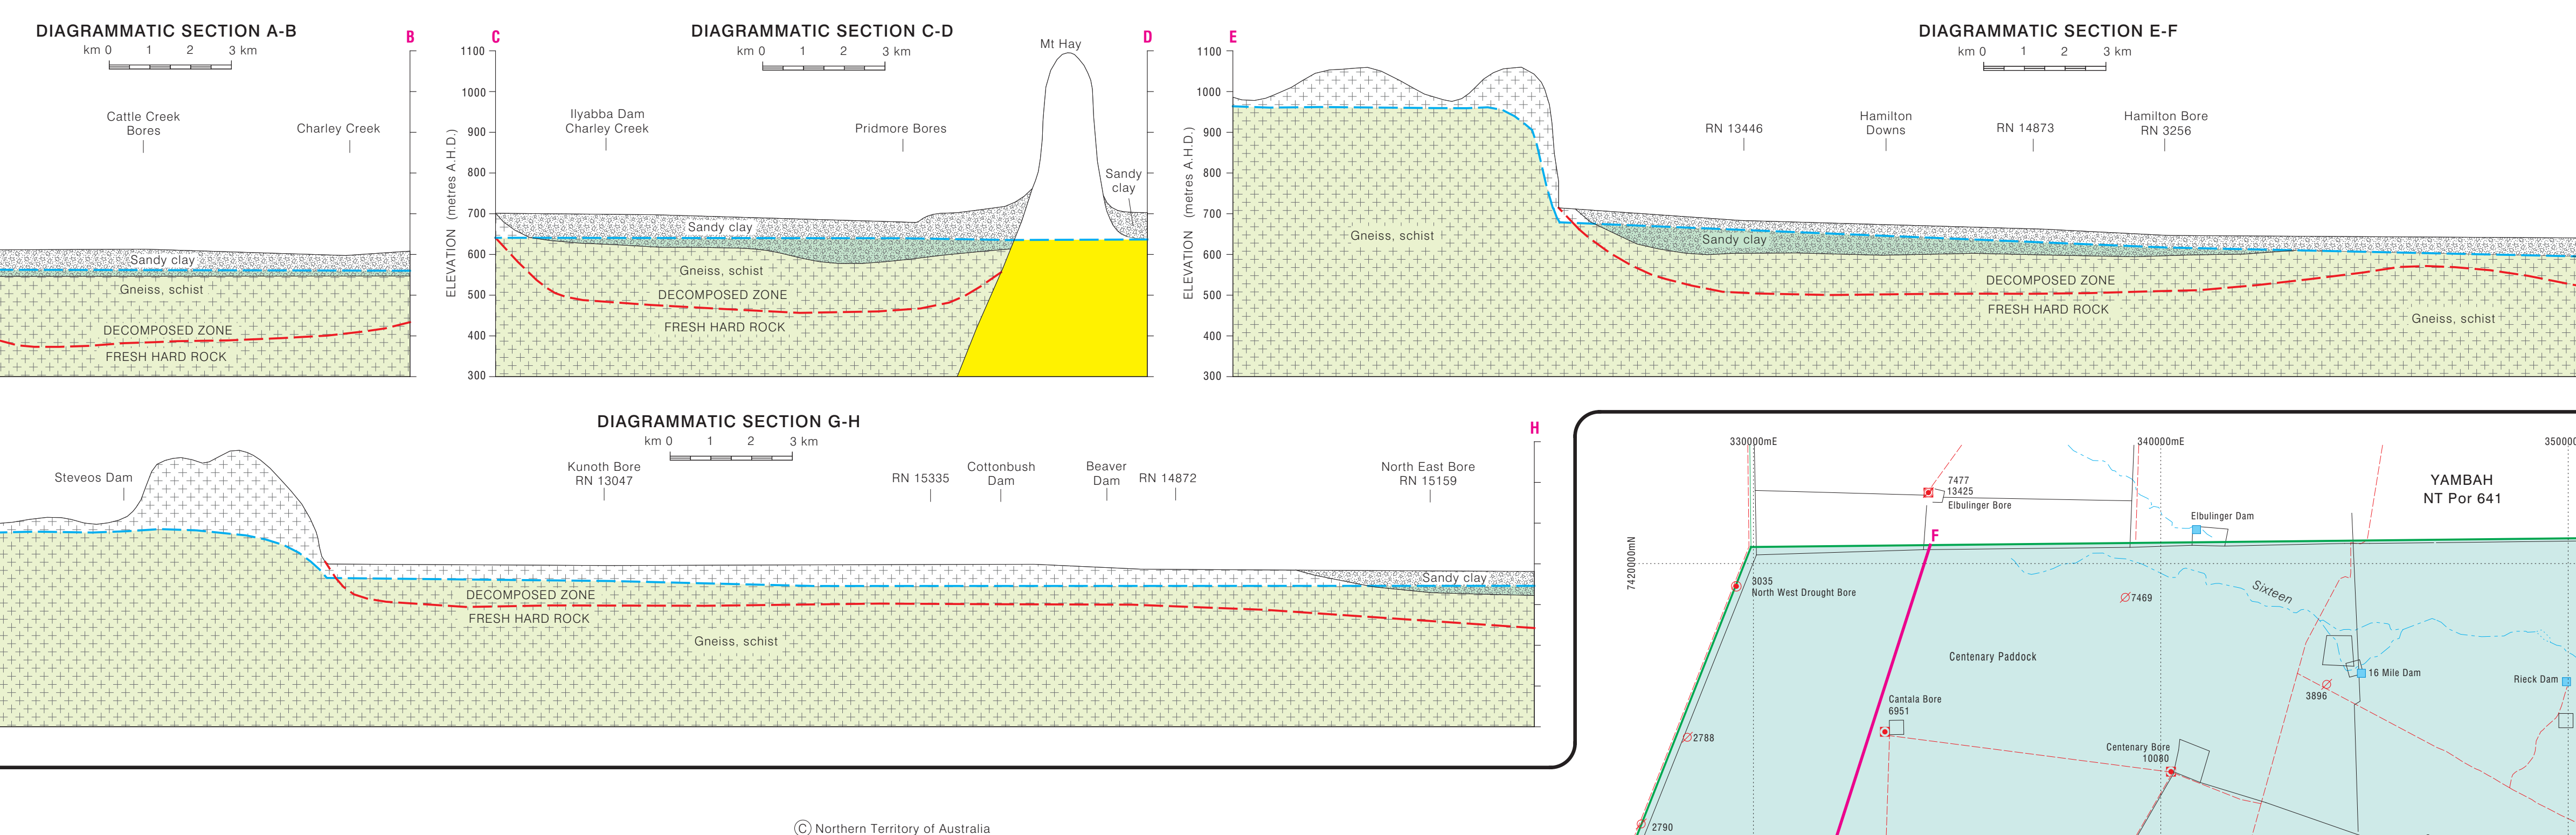 DIAGRAMMATIC SECTION A-B
km 0 1 2 3 km
B
Cattle Creek
Bores
Charley Creek
Sandy clay
Gneiss, schist
DECOMPOSED ZONE
FRESH HARD ROCK
DIAGRAMMATIC SECTION C-D
km 0 1 2 3 km
C
D
Mt Hay
1100
1000
900
800
700
600
500
400
300
ELEVATION (metres A.H.D.)
Ilyabba Dam
Charley Creek
Pridmore Bores
Sandy
clay
Sandy clay
Gneiss, schist
DECOMPOSED ZONE
FRESH HARD ROCK
DIAGRAMMATIC SECTION E-F
km 0 1 2 3 km
E
1100
1000
900
800
700
600
500
400
300
ELEVATION (metres A.H.D.)
RN 13446
Hamilton
Downs
RN 14873
Hamilton Bore
RN 3256
Gneiss, schist
Sandy clay
DECOMPOSED ZONE
FRESH HARD ROCK
Gneiss, schist
DIAGRAMMATIC SECTION G-H
km 0 1 2 3 km
H
Steveos Dam
Kunoth Bore
RN 13047
RN 15335
Cottonbush
Dam
Beaver
Dam
RN 14872
North East Bore
RN 15159
Sandy clay
DECOMPOSED ZONE
FRESH HARD ROCK
Gneiss, schist
330000mE
340000mE
35000
7420000mN
YAMBAH
NT Por 641
7477
13425
Elbulinger Bore
Elbulinger Dam
F
3035
North West Drought Bore
7469
Sixteen
Centenary Paddock
16 Mile Dam
Rieck Dam
3896
Cantala Bore
6951
2788
Centenary Bore
10080
2790
© Northern Territory of Australia